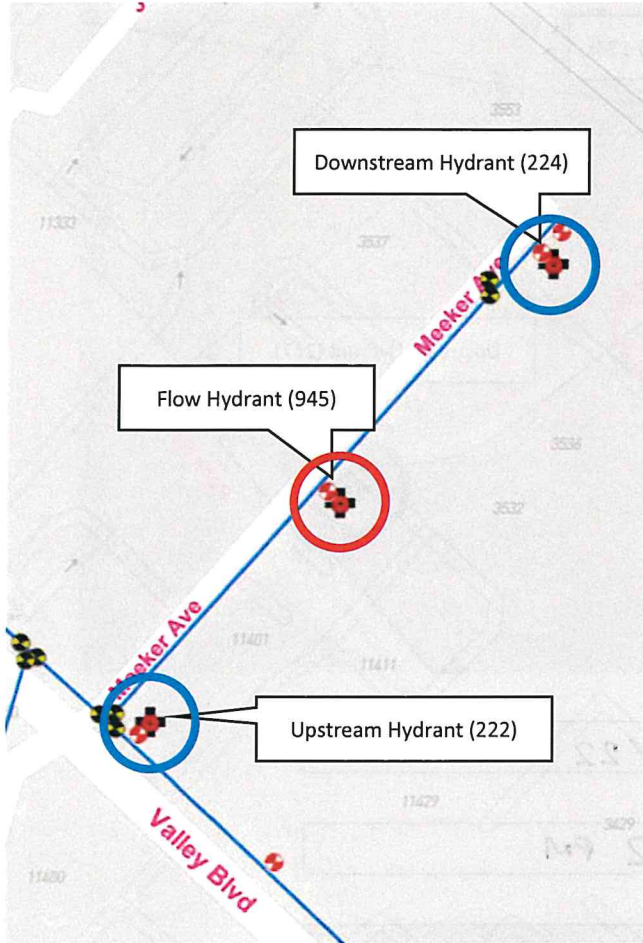 3553
Downstream Hydrant (224)
11333
3537
Meeker Ave
Flow Hydrant (945)
3536
3532
Meeker Ave
11401
11411
Upstream Hydrant (222)
11429
3429
Valley Blvd
11480